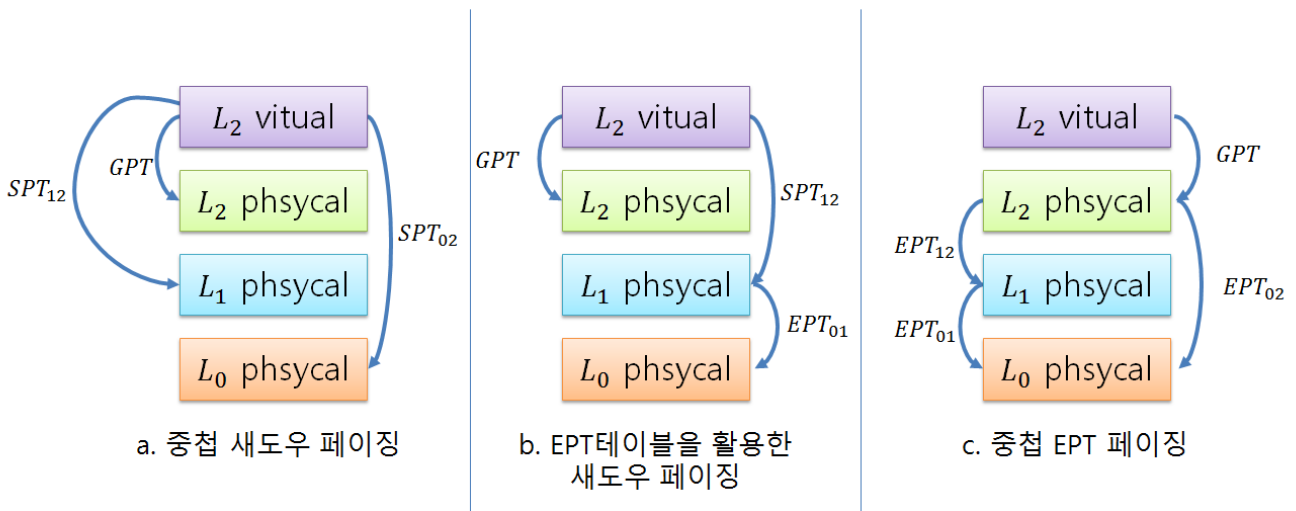 L₂ vitual
GPT
SPT₁₂
L₂ phsycal
SPT₀₂
L₁ phsycal
L₀ phsycal
a. 중첩 새도우 페이징
L₂ vitual
GPT
L₂ phsycal
SPT₁₂
L₁ phsycal
EPT₀₁
L₀ phsycal
b. EPT테이블을 활용한
새도우 페이징
L₂ vitual
GPT
L₂ phsycal
EPT₁₂
L₁ phsycal
EPT₀₂
EPT₀₁
L₀ phsycal
c. 중첩 EPT 페이징